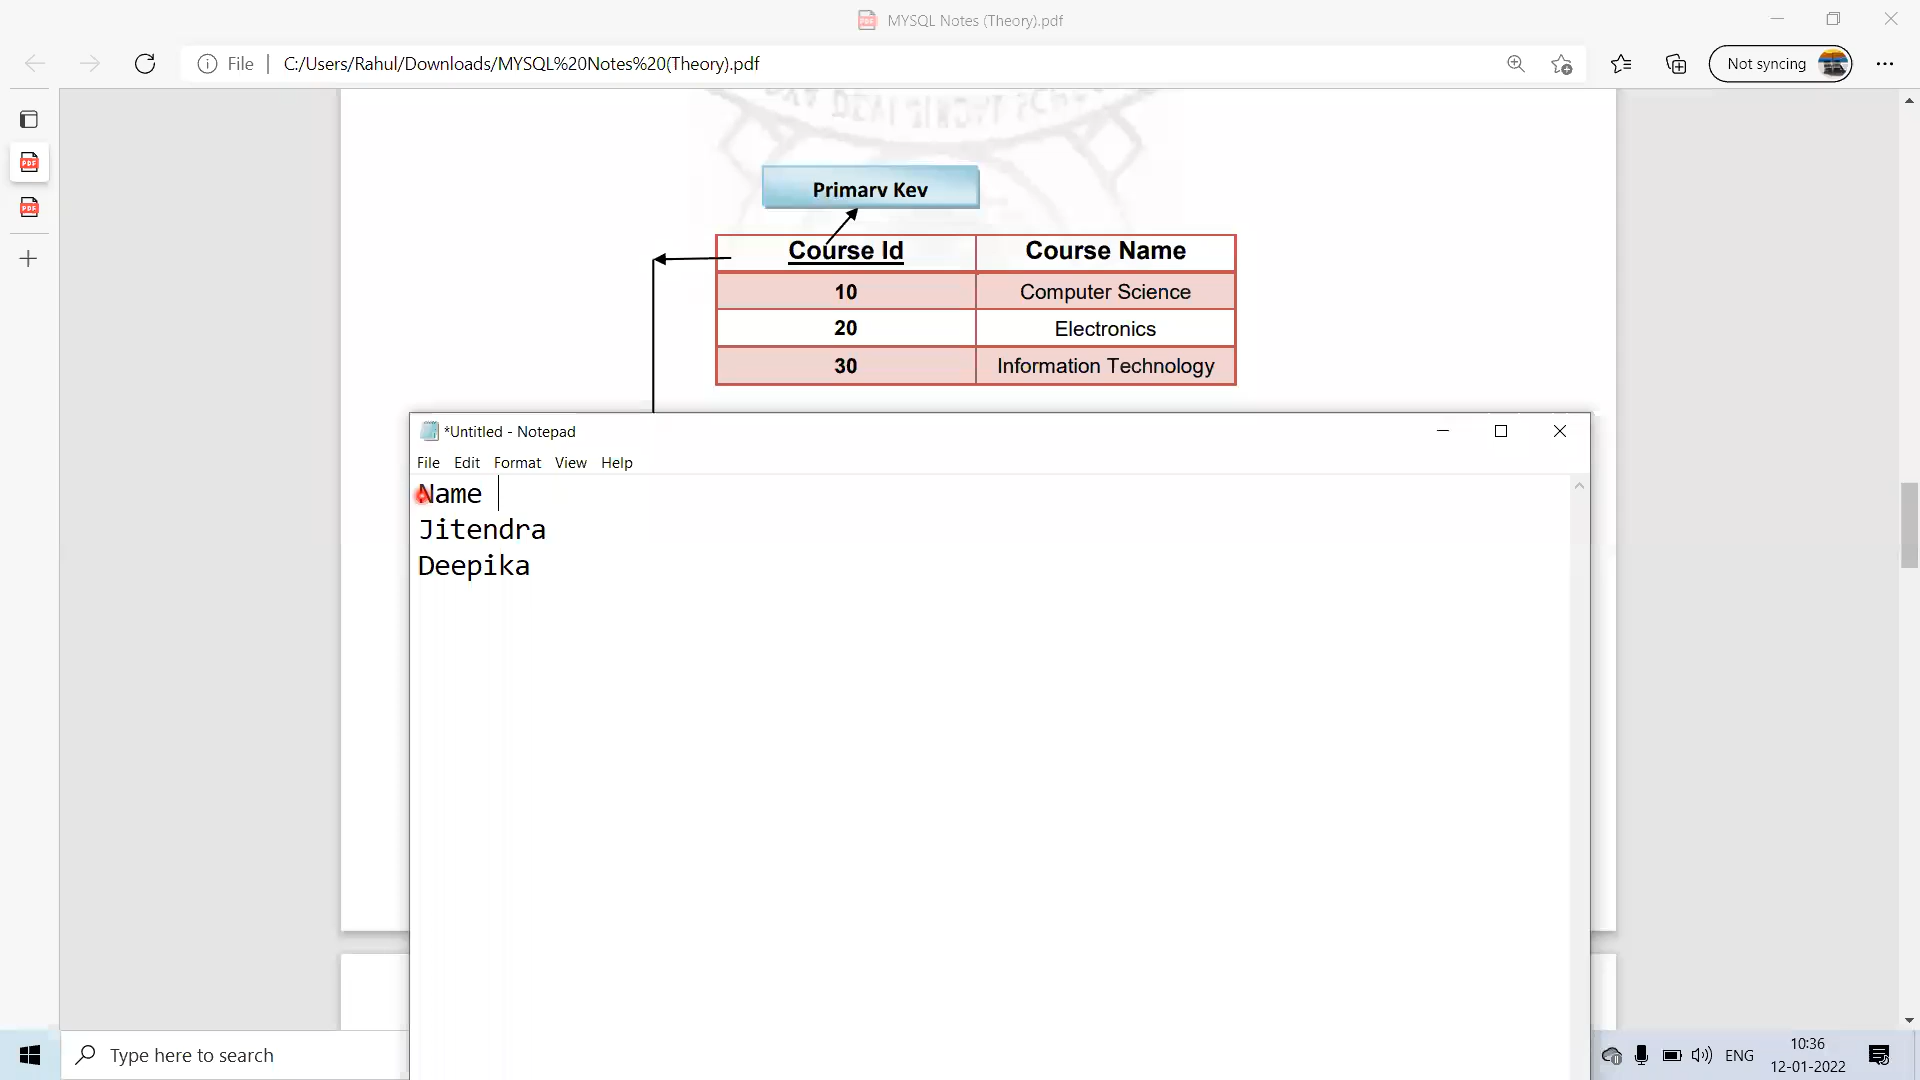 MYSQL Notes (Theory).pdf
File
C:/Users/Rahul/Downloads/MYSQL%20Notes%20(Theory).pdf
Not syncing
Primary Key
Course Id Course Name
10 Computer Science
20 Electronics
30 Information Technology
*Untitled - Notepad
File Edit Format View Help
Name
Jitendra
Deepika
Type here to search
ENG
10:36
12-01-2022